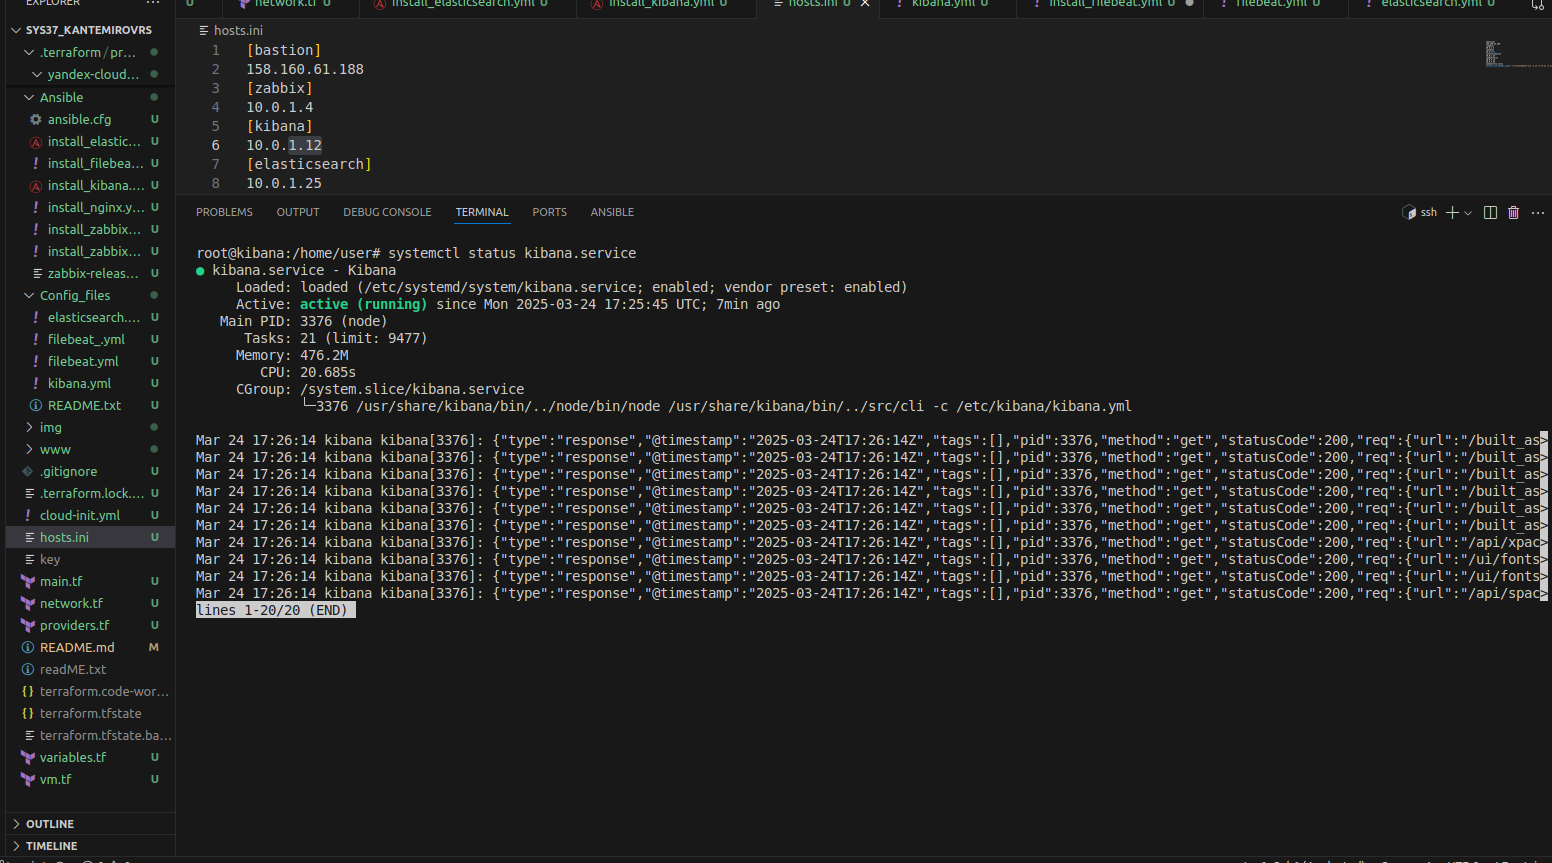 EXPLORER
SYS37_KANTEMIROVRS
.terraform / pr...
yandex-cloud...
Ansible
ansible.cfg U
install_elastic... U
install_filebea... U
install_kibana.... U
install_nginx.y... U
install_zabbix... U
install_zabbix... U
zabbix-releas... U
Config_files
elasticsearch.... U
filebeat_.yml U
filebeat.yml U
kibana.yml U
README.txt U
img
www
.gitignore U
.terraform.lock.... U
cloud-init.yml U
hosts.ini U
key
main.tf U
network.tf U
providers.tf U
README.md M
readME.txt
terraform.code-wor...
terraform.tfstate
terraform.tfstate.ba...
variables.tf U
vm.tf U
OUTLINE
TIMELINE
U network.tf U install_elasticsearch.yml U install_kibana.yml U hosts.ini U kibana.yml U install_filebeat.yml U filebeat.yml U elasticsearch.yml U
hosts.ini
1 [bastion]
2 158.160.61.188
3 [zabbix]
4 10.0.1.4
5 [kibana]
6 10.0.1.12
7 [elasticsearch]
8 10.0.1.25
PROBLEMS OUTPUT DEBUG CONSOLE TERMINAL PORTS ANSIBLE ssh
root@kibana:/home/user# systemctl status kibana.service
● kibana.service - Kibana
Loaded: loaded (/etc/systemd/system/kibana.service; enabled; vendor preset: enabled)
Active: active (running) since Mon 2025-03-24 17:25:45 UTC; 7min ago
Main PID: 3376 (node)
Tasks: 21 (limit: 9477)
Memory: 476.2M
CPU: 20.685s
CGroup: /system.slice/kibana.service
└─3376 /usr/share/kibana/bin/../node/bin/node /usr/share/kibana/bin/../src/cli -c /etc/kibana/kibana.yml
Mar 24 17:26:14 kibana kibana[3376]: {"type":"response","@timestamp":"2025-03-24T17:26:14Z","tags":[],"pid":3376,"method":"get","statusCode":200,"req":{"url":"/built_as>
Mar 24 17:26:14 kibana kibana[3376]: {"type":"response","@timestamp":"2025-03-24T17:26:14Z","tags":[],"pid":3376,"method":"get","statusCode":200,"req":{"url":"/built_as>
Mar 24 17:26:14 kibana kibana[3376]: {"type":"response","@timestamp":"2025-03-24T17:26:14Z","tags":[],"pid":3376,"method":"get","statusCode":200,"req":{"url":"/built_as>
Mar 24 17:26:14 kibana kibana[3376]: {"type":"response","@timestamp":"2025-03-24T17:26:14Z","tags":[],"pid":3376,"method":"get","statusCode":200,"req":{"url":"/built_as>
Mar 24 17:26:14 kibana kibana[3376]: {"type":"response","@timestamp":"2025-03-24T17:26:14Z","tags":[],"pid":3376,"method":"get","statusCode":200,"req":{"url":"/built_as>
Mar 24 17:26:14 kibana kibana[3376]: {"type":"response","@timestamp":"2025-03-24T17:26:14Z","tags":[],"pid":3376,"method":"get","statusCode":200,"req":{"url":"/built_as>
Mar 24 17:26:14 kibana kibana[3376]: {"type":"response","@timestamp":"2025-03-24T17:26:14Z","tags":[],"pid":3376,"method":"get","statusCode":200,"req":{"url":"/api/xpac>
Mar 24 17:26:14 kibana kibana[3376]: {"type":"response","@timestamp":"2025-03-24T17:26:14Z","tags":[],"pid":3376,"method":"get","statusCode":200,"req":{"url":"/ui/fonts>
Mar 24 17:26:14 kibana kibana[3376]: {"type":"response","@timestamp":"2025-03-24T17:26:14Z","tags":[],"pid":3376,"method":"get","statusCode":200,"req":{"url":"/ui/fonts>
Mar 24 17:26:14 kibana kibana[3376]: {"type":"response","@timestamp":"2025-03-24T17:26:14Z","tags":[],"pid":3376,"method":"get","statusCode":200,"req":{"url":"/api/spac>
lines 1-20/20 (END)